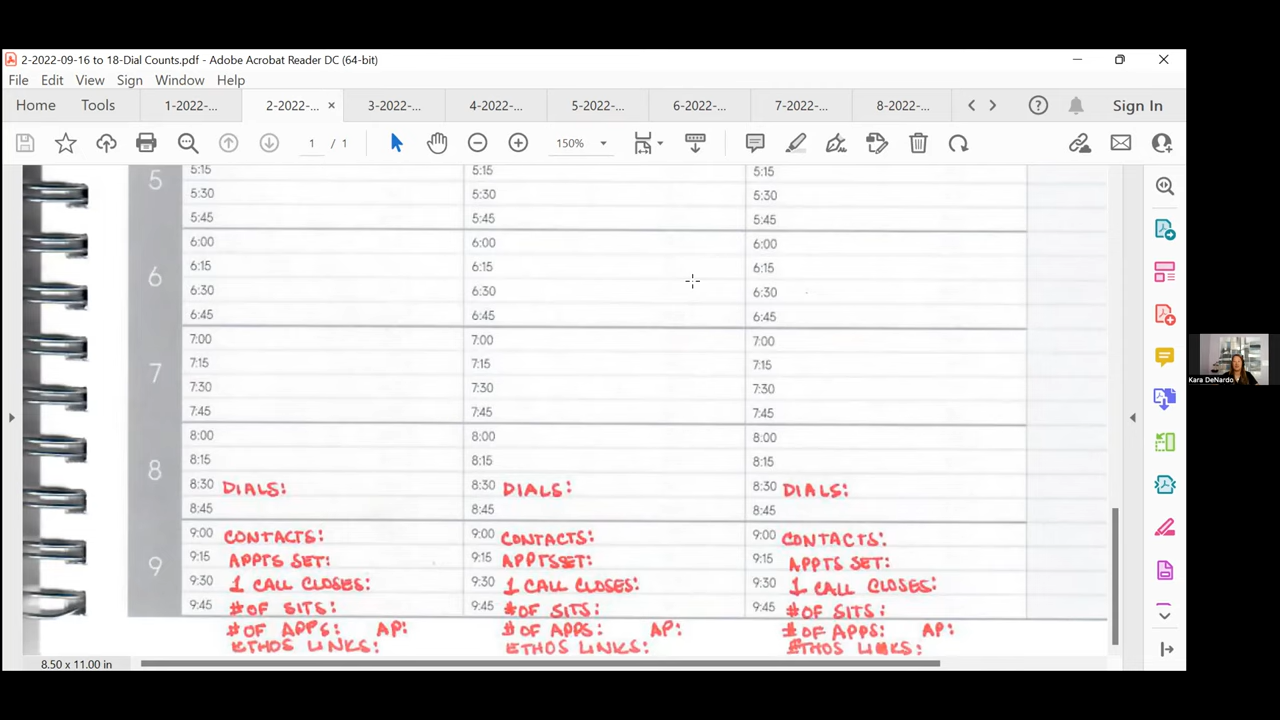 2-2022-09-16 to 18-Dial Counts.pdf - Adobe Acrobat Reader DC (64-bit)
File Edit View Sign Window Help
Home Tools 1-2022-... 2-2022-... × 3-2022-... 4-2022-... 5-2022-... 6-2022-... 7-2022-... 8-2022-... Sign In
1 / 1 150%
5 5:15 5:15 5:15
5:30 5:30 5:30
5:45 5:45 5:45
6:00 6:00 6:00
6 6:15 6:15 6:15
6:30 6:30 6:30
6:45 6:45 6:45
7:00 7:00 7:00
7 7:15 7:15 7:15
7:30 7:30 7:30
7:45 7:45 7:45
8:00 8:00 8:00
8 8:15 8:15 8:15
8:30 DIALS: 8:30 DIALS: 8:30 DIALS:
8:45 8:45 8:45
9:00 CONTACTS: 9:00 CONTACTS: 9:00 CONTACTS:
9 9:15 APPTS SET: 9:15 APPTS SET: 9:15 APPTS SET:
9:30 1 CALL CLOSES: 9:30 1 CALL CLOSES: 9:30 1 CALL CLOSES:
9:45 # OF SITS: 9:45 # OF SITS: 9:45 # OF SITS:
# OF APPS: AP: # OF APPS: AP: # OF APPS: AP:
ETHOS LINKS: ETHOS LINKS: ETHOS LINKS:
8.50 x 11.00 in
Kara DeNardo